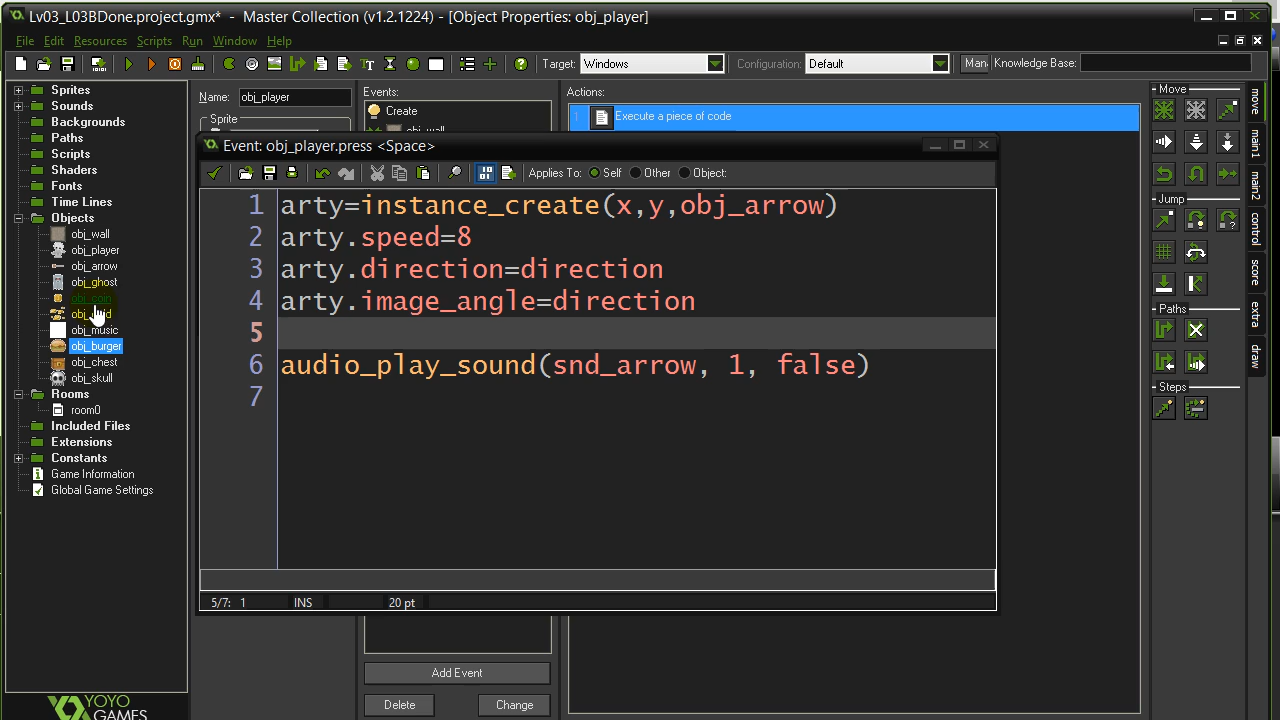 Lv03_L03BDone.project.gmx* - Master Collection (v1.2.1224) - [Object Properties: obj_player]
File Edit Resources Scripts Run Window Help
Target: Windows Configuration: Default Man Knowledge Base:
Sprites
Sounds
Backgrounds
Paths
Scripts
Shaders
Fonts
Time Lines
Objects
obj_wall
obj_player
obj_arrow
obj_ghost
obj_coin
obj_music
obj_burger
obj_chest
obj_skull
Rooms
room0
Included Files
Extensions
Constants
Game Information
Global Game Settings
YOYO
GAMES
Name: obj_player
Sprite
Events:
Create
obj_wall
Actions:
1 Execute a piece of code
Event: obj_player.press <Space>
Applies To: Self Other Object:
1 arty=instance_create(x,y,obj_arrow)
2 arty.speed=8
3 arty.direction=direction
4 arty.image_angle=direction
5
6 audio_play_sound(snd_arrow, 1, false)
7
5/7: 1 INS 20 pt
Add Event
Delete Change
Move
Jump
Paths
Steps
move
main1
main2
control
score
extra
draw